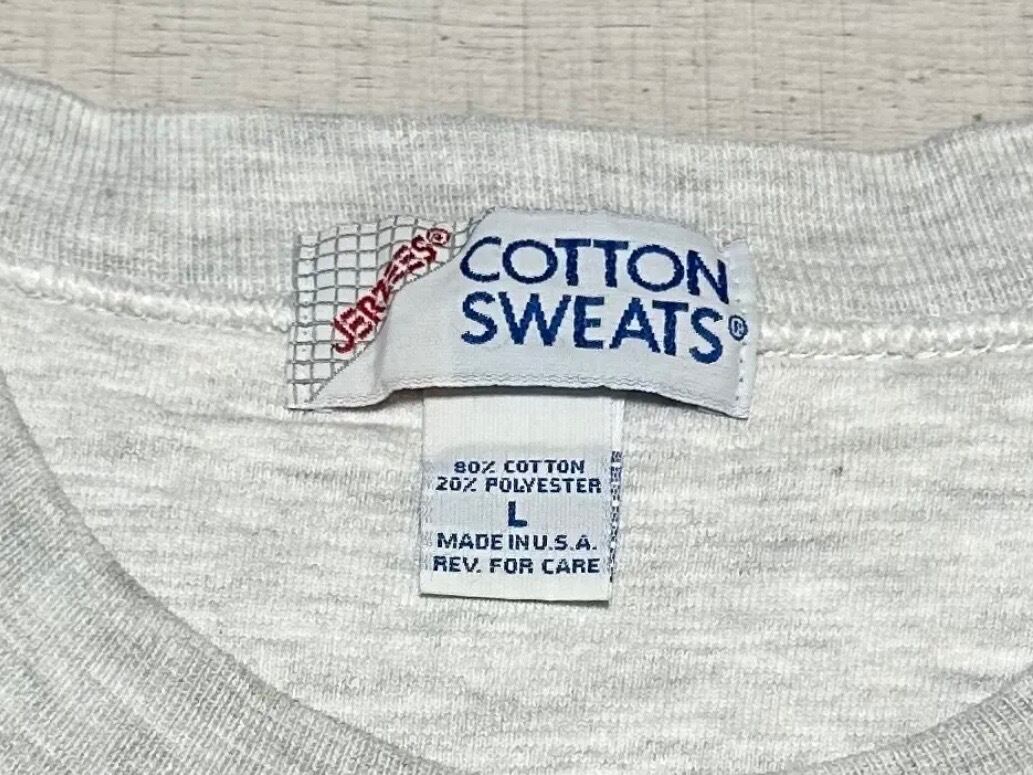 JERZEES®
COTTON
SWEATS®
80% COTTON
20% POLYESTER
L
MADE IN U.S.A.
REV. FOR CARE